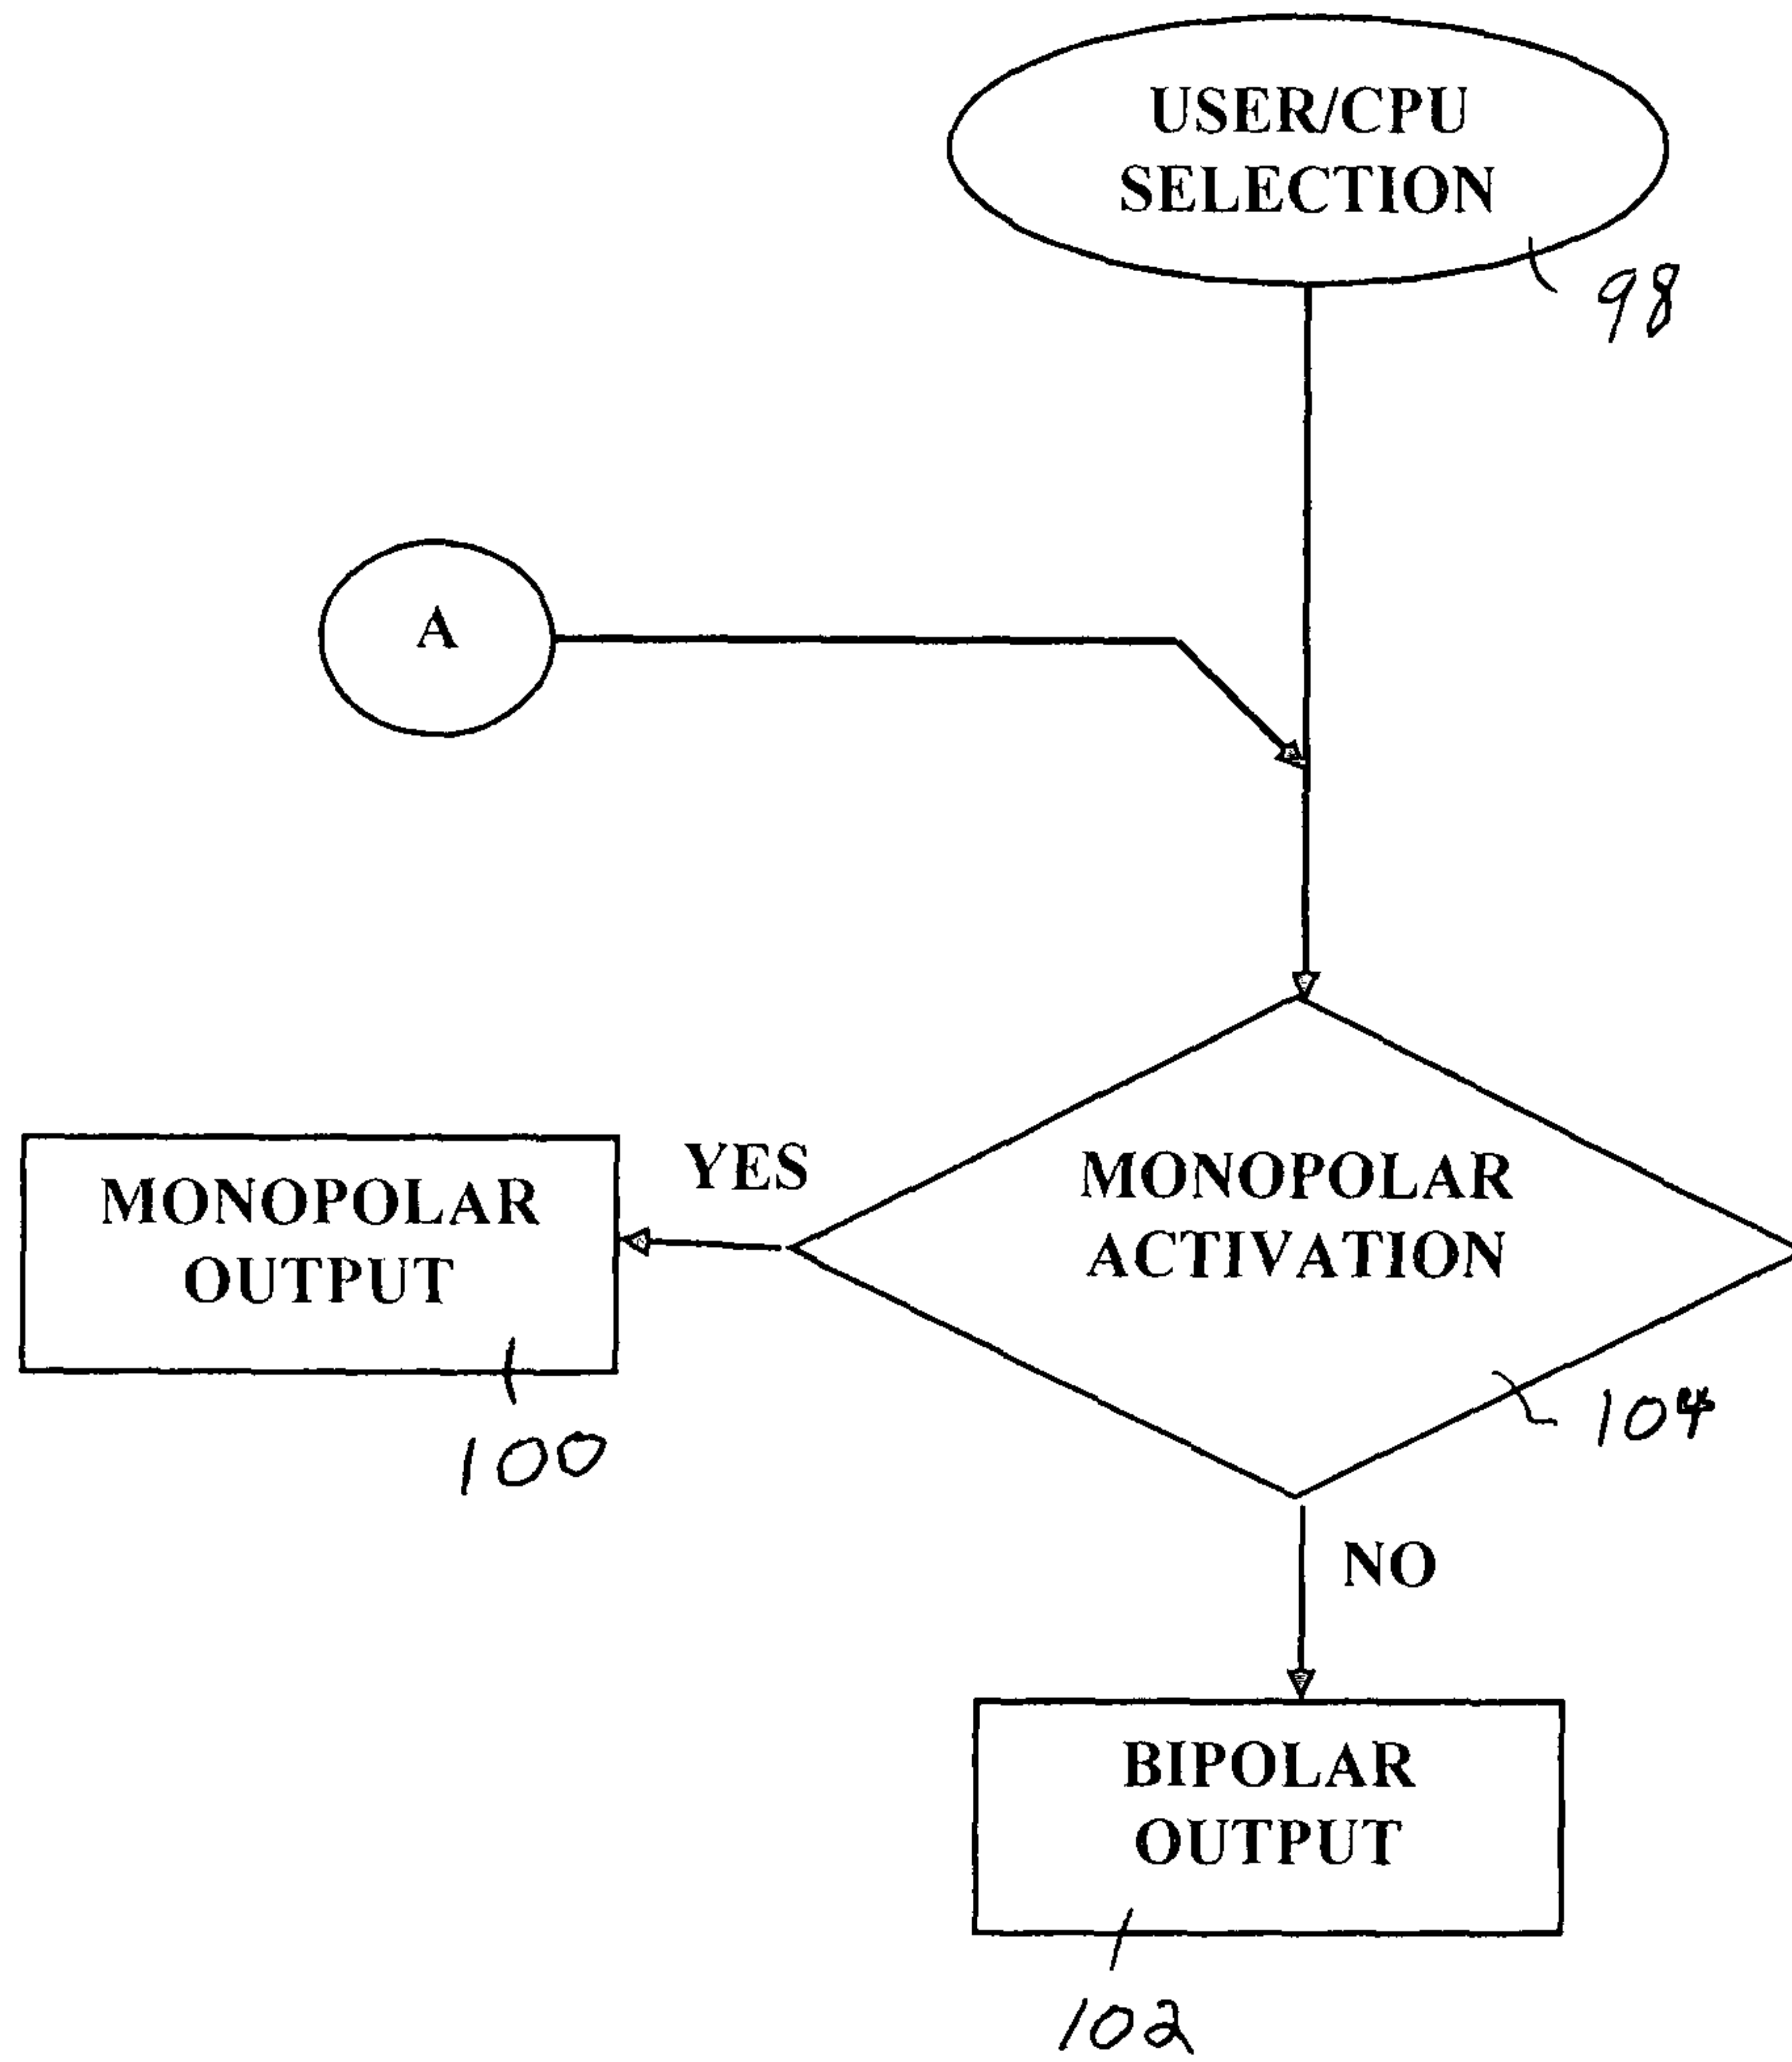 USER/CPU
SELECTION
98
A
MONOPOLAR
ACTIVATION
104
YES
MONOPOLAR
OUTPUT
100
NO
BIPOLAR
OUTPUT
102